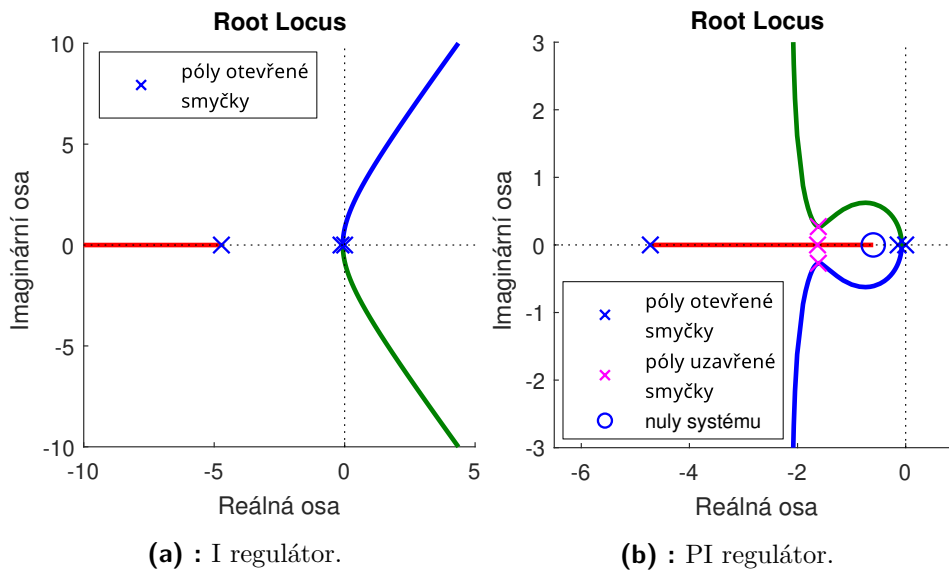 Root Locus
10
5
0
-5
-10
-10
-5
0
5
Imaginární osa
Reálná osa
póly otevřené
smyčky
(a) : I regulátor.
Root Locus
3
2
1
0
-1
-2
-3
-6
-4
-2
0
Imaginární osa
Reálná osa
póly otevřené
smyčky
póly uzavřené
smyčky
nuly systému
(b) : PI regulátor.